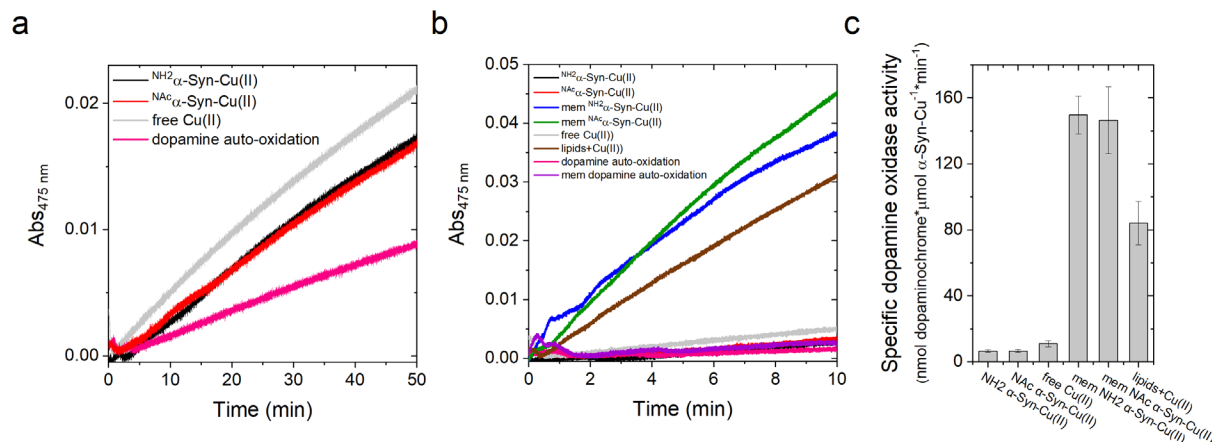 a
Abs475 nm
0.02
0.01
0.00
NH2α-Syn-Cu(II)
NAcα-Syn-Cu(II)
free Cu(II)
dopamine auto-oxidation
0 10 20 30 40 50
Time (min)
b
Abs475 nm
0.05
0.04
0.03
0.02
0.01
0.00
NH2α-Syn-Cu(II)
NAcα-Syn-Cu(II)
mem NH2α-Syn-Cu(II)
mem NAcα-Syn-Cu(II)
free Cu(II))
lipids+Cu(II))
dopamine auto-oxidation
mem dopamine auto-oxidation
0 2 4 6 8 10
Time (min)
c
Specific dopamine oxidase activity
(nmol dopaminochrome*μmol α-Syn-Cu-1*min-1)
160
120
80
40
0
NH2 α-Syn-Cu(II)
NAc α-Syn-Cu(II)
free Cu(II)
mem NH2 α-Syn-Cu(II)
mem NAc α-Syn-Cu(II)
lipids+Cu(II)